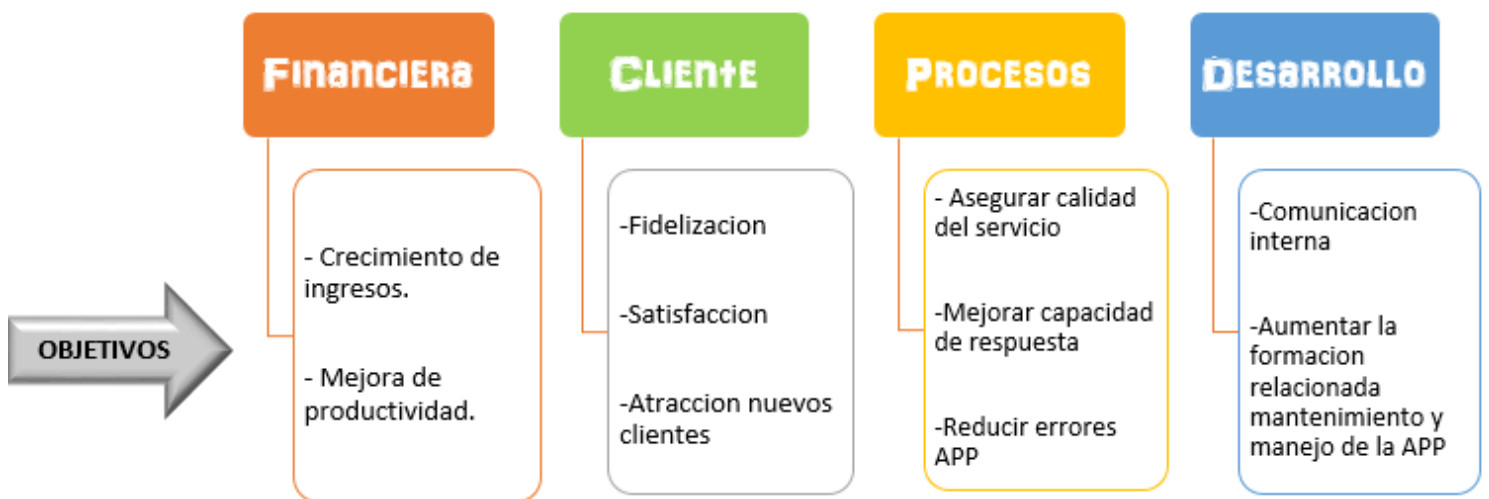 Financiera
- Crecimiento de
ingresos.
- Mejora de
productividad.
Cliente
-Fidelizacion
-Satisfaccion
-Atraccion nuevos
clientes
Procesos
- Asegurar calidad
del servicio
-Mejorar capacidad
de respuesta
-Reducir errores
APP
Desarrollo
-Comunicacion
interna
-Aumentar la
formacion
relacionada
mantenimiento y
manejo de la APP
OBJETIVOS